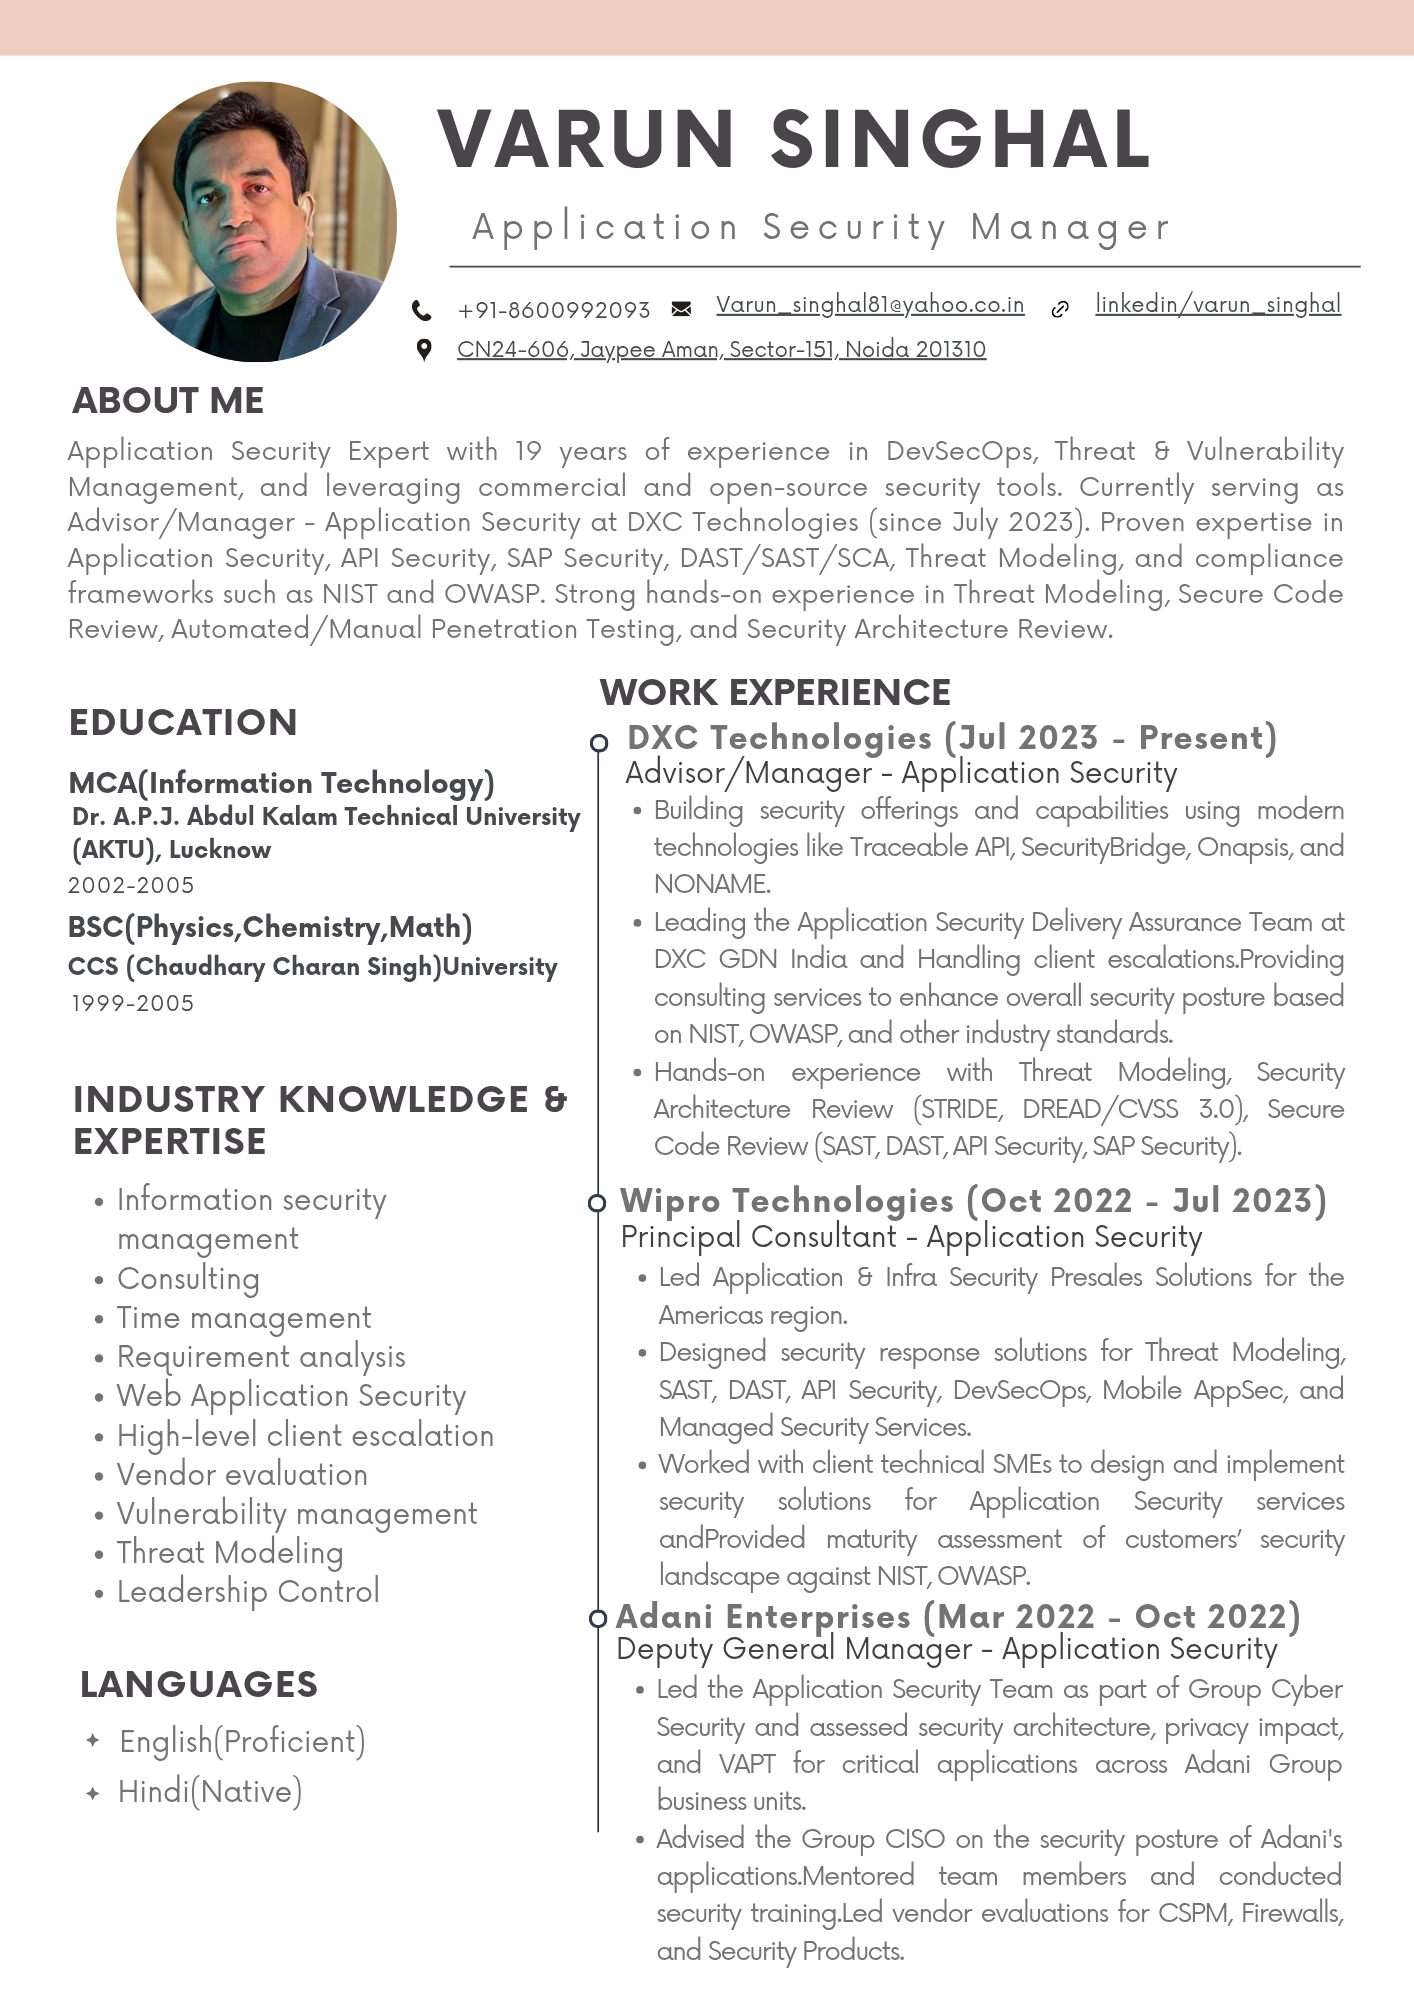 VARUN SINGHAL
Application Security Manager
+91-8600992093 Varun_singhal81@yahoo.co.in linkedin/varun_singhal
CN24-606, Jaypee Aman, Sector-151, Noida 201310
ABOUT ME
Application Security Expert with 19 years of experience in DevSecOps, Threat & Vulnerability
Management, and leveraging commercial and open-source security tools. Currently serving as
Advisor/Manager - Application Security at DXC Technologies (since July 2023). Proven expertise in
Application Security, API Security, SAP Security, DAST/SAST/SCA, Threat Modeling, and compliance
frameworks such as NIST and OWASP. Strong hands-on experience in Threat Modeling, Secure Code
Review, Automated/Manual Penetration Testing, and Security Architecture Review.
EDUCATION
MCA(Information Technology)
Dr. A.P.J. Abdul Kalam Technical University
(AKTU), Lucknow
2002-2005
BSC(Physics,Chemistry,Math)
CCS (Chaudhary Charan Singh)University
1999-2005
INDUSTRY KNOWLEDGE &
EXPERTISE
• Information security
management
• Consulting
• Time management
• Requirement analysis
• Web Application Security
• High-level client escalation
• Vendor evaluation
• Vulnerability management
• Threat Modeling
• Leadership Control
LANGUAGES
English(Proficient)
Hindi(Native)
WORK EXPERIENCE
DXC Technologies (Jul 2023 - Present)
Advisor/Manager - Application Security
• Building security offerings and capabilities using modern
technologies like Traceable API, SecurityBridge, Onapsis, and
NONAME.
• Leading the Application Security Delivery Assurance Team at
DXC GDN India and Handling client escalations.Providing
consulting services to enhance overall security posture based
on NIST, OWASP, and other industry standards.
• Hands-on experience with Threat Modeling, Security
Architecture Review (STRIDE, DREAD/CVSS 3.0), Secure
Code Review (SAST, DAST, API Security, SAP Security).
Wipro Technologies (Oct 2022 - Jul 2023)
Principal Consultant - Application Security
• Led Application & Infra Security Presales Solutions for the
Americas region.
• Designed security response solutions for Threat Modeling,
SAST, DAST, API Security, DevSecOps, Mobile AppSec, and
Managed Security Services.
• Worked with client technical SMEs to design and implement
security solutions for Application Security services
andProvided maturity assessment of customers’ security
landscape against NIST, OWASP.
Adani Enterprises (Mar 2022 - Oct 2022)
Deputy General Manager - Application Security
• Led the Application Security Team as part of Group Cyber
Security and assessed security architecture, privacy impact,
and VAPT for critical applications across Adani Group
business units.
• Advised the Group CISO on the security posture of Adani's
applications.Mentored team members and conducted
security training.Led vendor evaluations for CSPM, Firewalls,
and Security Products.